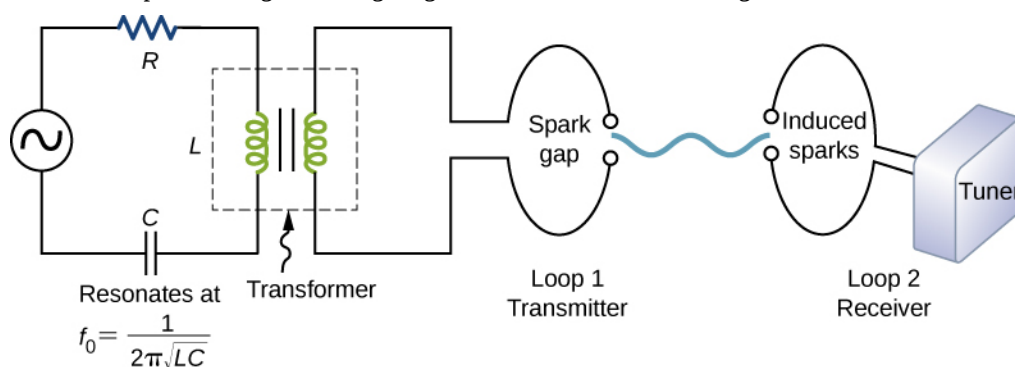 R
L
C
Resonates at
f₀ = 1 / 2π√LC
Transformer
Spark
gap
Loop 1
Transmitter
Induced
sparks
Loop 2
Receiver
Tuner